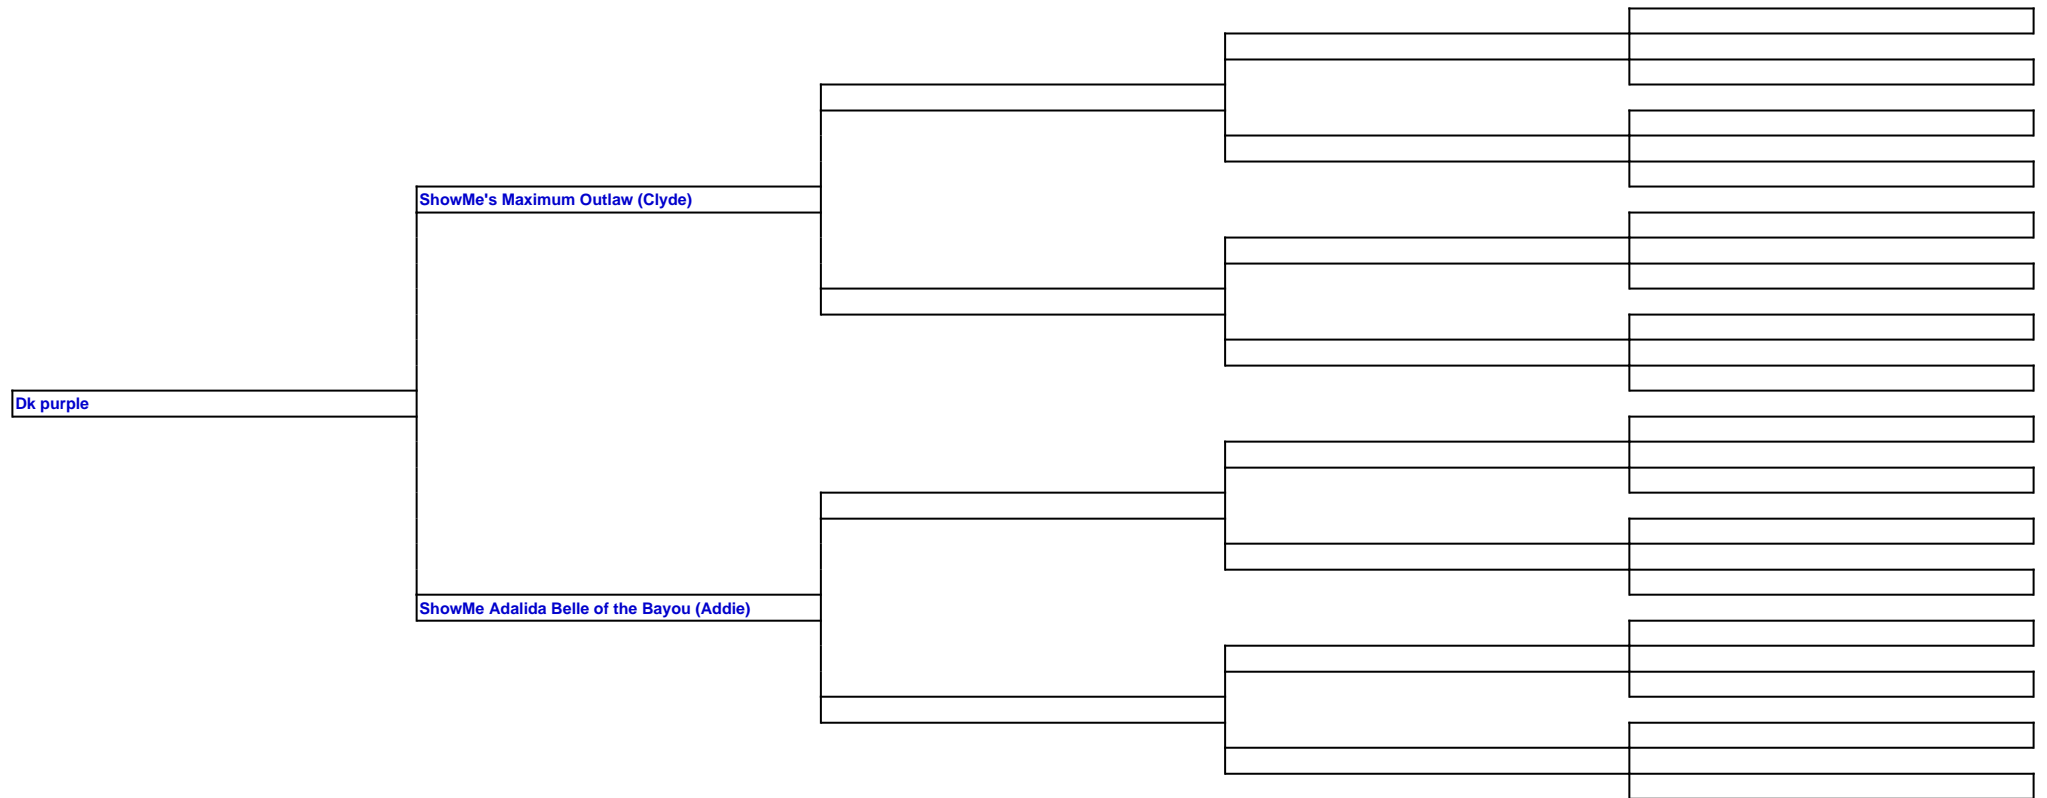 ShowMe's Maximum Outlaw (Clyde)
Dk purple
ShowMe Adalida Belle of the Bayou (Addie)